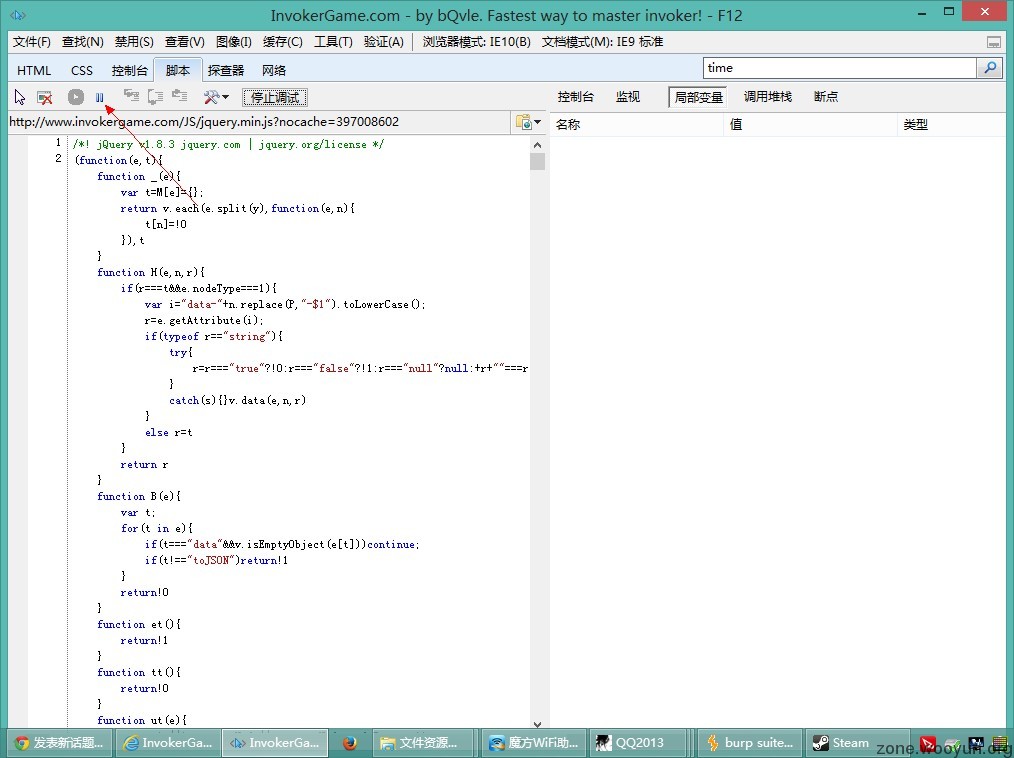 InvokerGame.com - by bQvle. Fastest way to master invoker! - F12
文件(F) 查找(N) 禁用(S) 查看(V) 图像(I) 缓存(C) 工具(T) 验证(A) 浏览器模式: IE10(B) 文档模式(M): IE9 标准
HTML CSS 控制台 脚本 探查器 网络 time
停止调试 控制台 监视 局部变量 调用堆栈 断点
http://www.invokergame.com/JS/jquery.min.js?nocache=397008602
名称 值 类型
1 /*! jQuery v1.8.3 jquery.com | jquery.org/license */
2 (function(e,t){
function _(e){
var t=M[e]={};
return v.each(e.split(y),function(e,n){
t[n]=!0
}),t
}
function H(e,n,r){
if(r===t&&e.nodeType===1){
var i="data-"+n.replace(P,"-$1").toLowerCase();
r=e.getAttribute(i);
if(typeof r=="string"){
try{
r=r==="true"?!0:r==="false"?!1:r==="null"?null:+r+""===r
}
catch(s){}v.data(e,n,r)
}
else r=t
}
return r
}
function B(e){
var t;
for(t in e){
if(t==="data"&&v.isEmptyObject(e[t]))continue;
if(t!=="toJSON")return!1
}
return!0
}
function et(){
return!1
}
function tt(){
return!0
}
function ut(e){
发表新话题... InvokerGa... InvokerGa... 文件资源... 魔方WiFi助... QQ2013 burp suite... Steam
zone.wooyun.org